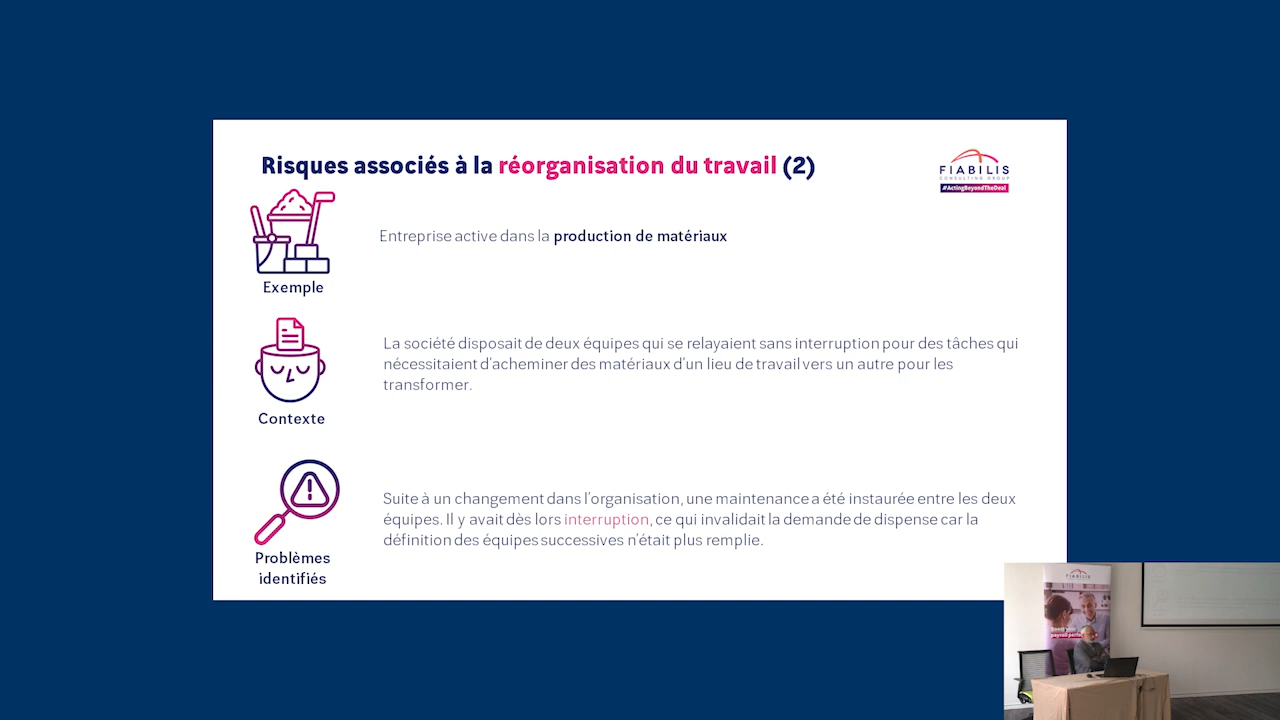 Risques associés à la réorganisation du travail (2)
FIABILIS
CONSULTING GROUP
#ActingBeyondTheDeal
Entreprise active dans la production de matériaux
Exemple
La société disposait de deux équipes qui se relayaient sans interruption pour des tâches qui
nécessitaient d'acheminer des matériaux d'un lieu de travail vers un autre pour les
transformer.
Contexte
Suite à un changement dans l'organisation, une maintenance a été instaurée entre les deux
équipes. Il y avait dès lors interruption, ce qui invalidait la demande de dispense car la
définition des équipes successives n'était plus remplie.
Problèmes
identifiés
FIABILIS